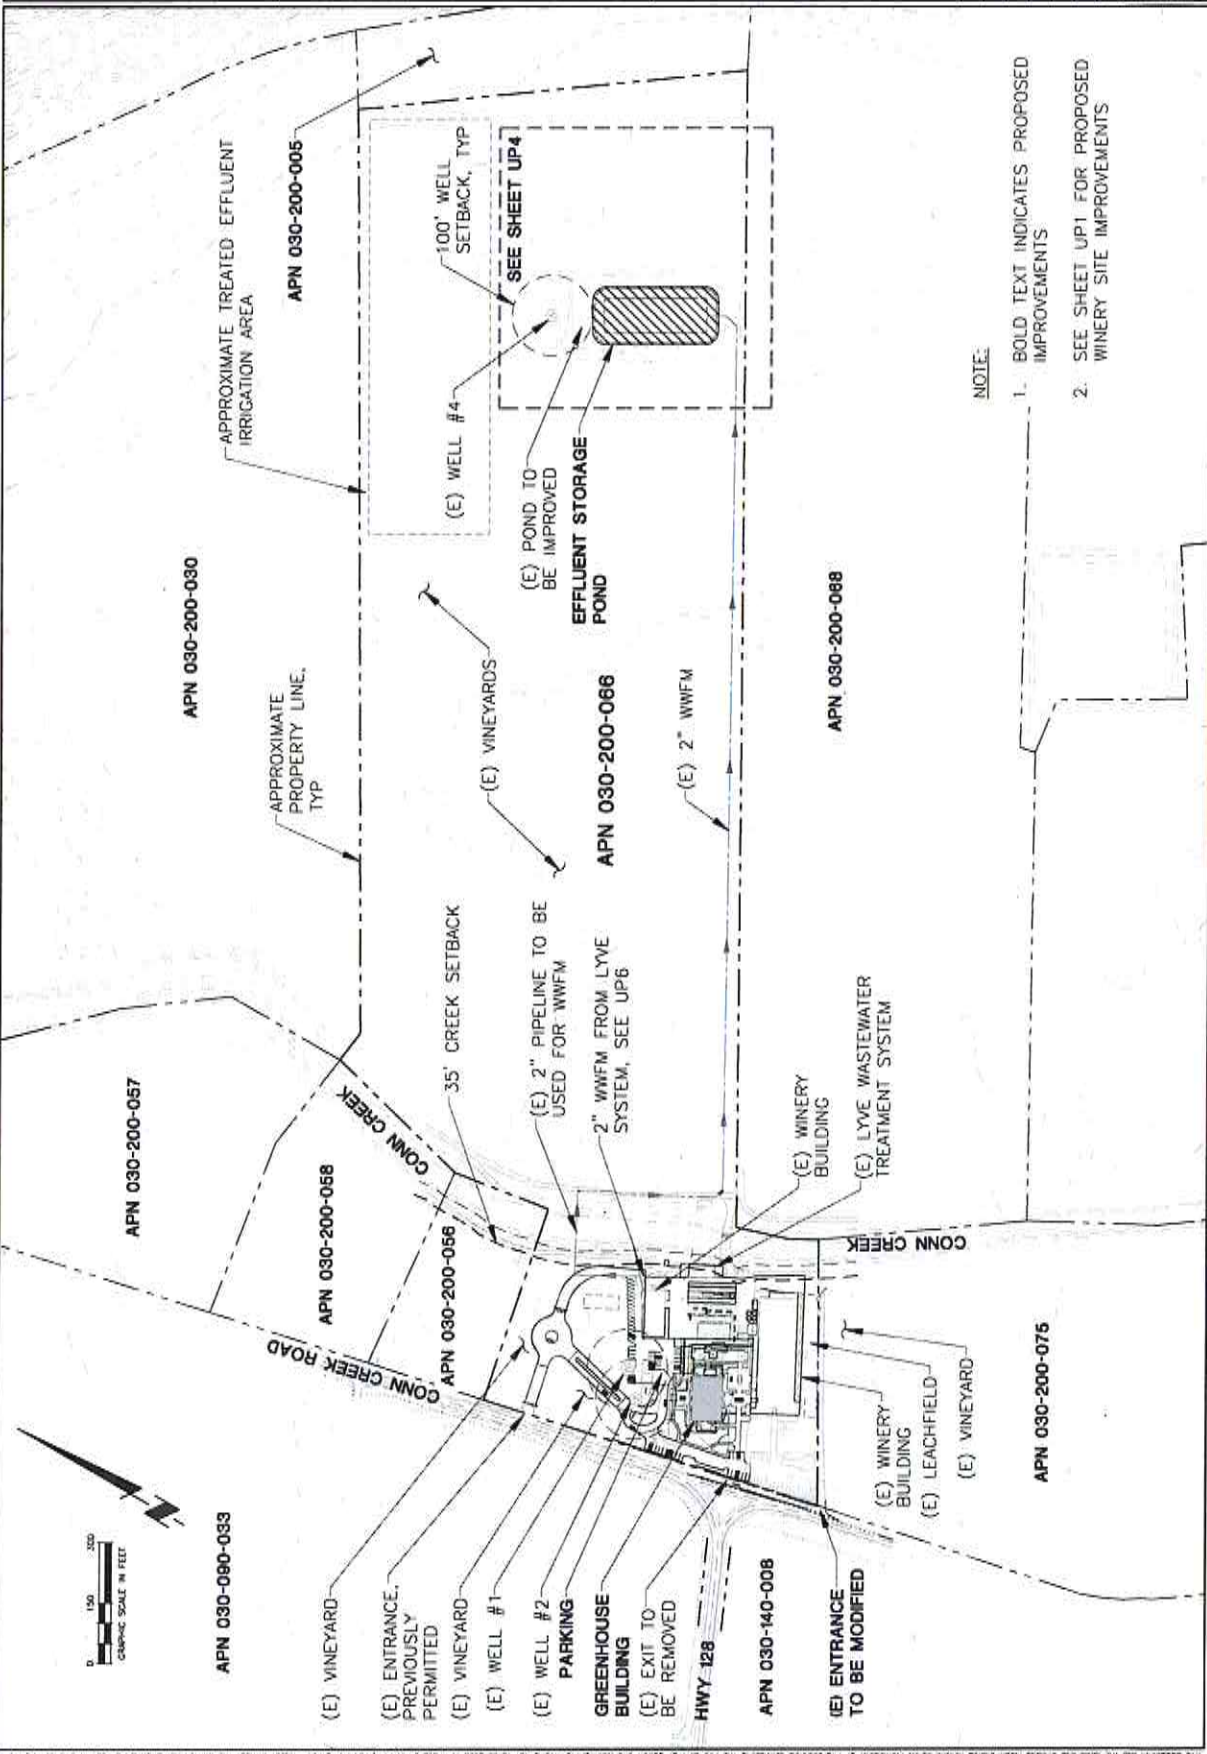 APN 030-200-005
APPROXIMATE TREATED EFFLUENT
IRRIGATION AREA
100' WELL
SETBACK, TYP
SEE SHEET UP4
(E) WELL #4
(E) POND TO
BE IMPROVED
EFFLUENT STORAGE
POND
APN 030-200-030
APPROXIMATE
PROPERTY LINE,
TYP
(E) VINEYARDS
APN 030-200-066
(E) 2" WWFM
APN 030-200-068
NOTE:
1. BOLD TEXT INDICATES PROPOSED
IMPROVEMENTS
2. SEE SHEET UP1 FOR PROPOSED
WINERY SITE IMPROVEMENTS
APN 030-200-057
APN 030-200-058
APN 030-200-056
CONN CREEK
35' CREEK SETBACK
(E) 2" PIPELINE TO BE
USED FOR WWFM
2" WWFM FROM LYVE
SYSTEM, SEE UP6
(E) WINERY
BUILDING
(E) LYVE WASTEWATER
TREATMENT SYSTEM
CONN CREEK
CONN CREEK ROAD
0 150 300
GRAPHIC SCALE IN FEET
APN 030-090-033
(E) VINEYARD
(E) ENTRANCE,
PREVIOUSLY
PERMITTED
(E) VINEYARD
(E) WELL #1
(E) WELL #2
PARKING
GREENHOUSE
BUILDING
(E) EXIT TO
BE REMOVED
HWY 128
APN 030-140-008
(E) ENTRANCE
TO BE MODIFIED
(E) WINERY
BUILDING
(E) LEACHFIELD
(E) VINEYARD
APN 030-200-075